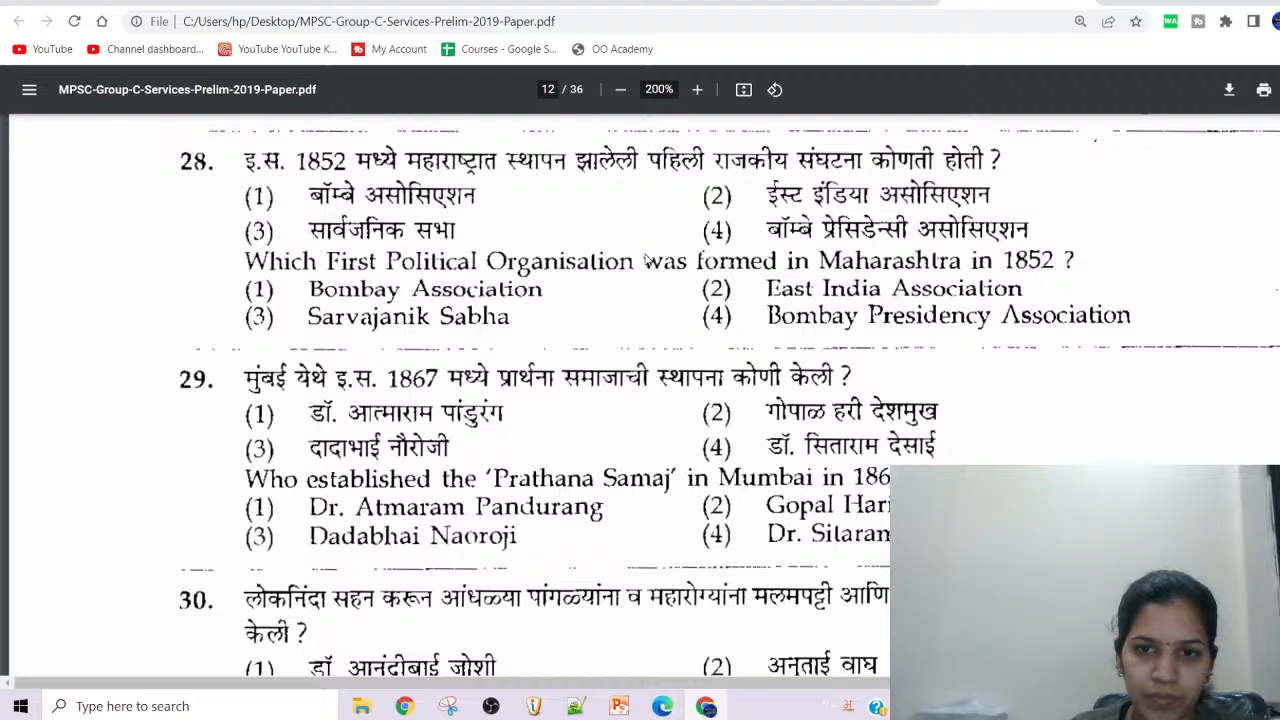 File | C:/Users/hp/Desktop/MPSC-Group-C-Services-Prelim-2019-Paper.pdf
YouTube Channel dashboard... YouTube YouTube K... My Account Courses - Google S... OO Academy
MPSC-Group-C-Services-Prelim-2019-Paper.pdf 12 / 36 200%
28. इ.स. 1852 मध्ये महाराष्ट्रात स्थापन झालेली पहिली राजकीय संघटना कोणती होती ?
(1) बॉम्बे असोसिएशन (2) ईस्ट इंडिया असोसिएशन
(3) सार्वजनिक सभा (4) बॉम्बे प्रेसिडेन्सी असोसिएशन
Which First Political Organisation was formed in Maharashtra in 1852 ?
(1) Bombay Association (2) East India Association
(3) Sarvajanik Sabha (4) Bombay Presidency Association
29. मुंबई येथे इ.स. 1867 मध्ये प्रार्थना समाजाची स्थापना कोणी केली ?
(1) डॉ. आत्माराम पांडुरंग (2) गोपाळ हरी देशमुख
(3) दादाभाई नौरोजी (4) डॉ. सिताराम देसाई
Who established the ‘Prathana Samaj’ in Mumbai in 186
(1) Dr. Atmaram Pandurang (2) Gopal Hari
(3) Dadabhai Naoroji (4) Dr. Sitaram
30. लोकनिंदा सहन करून आंधळ्या पांगळ्यांना व महारोग्यांना मलमपट्टी आणि
केली ?
(1) डॉ आनंदीबाई जोशी (2) अनुताई वाघ
Type here to search